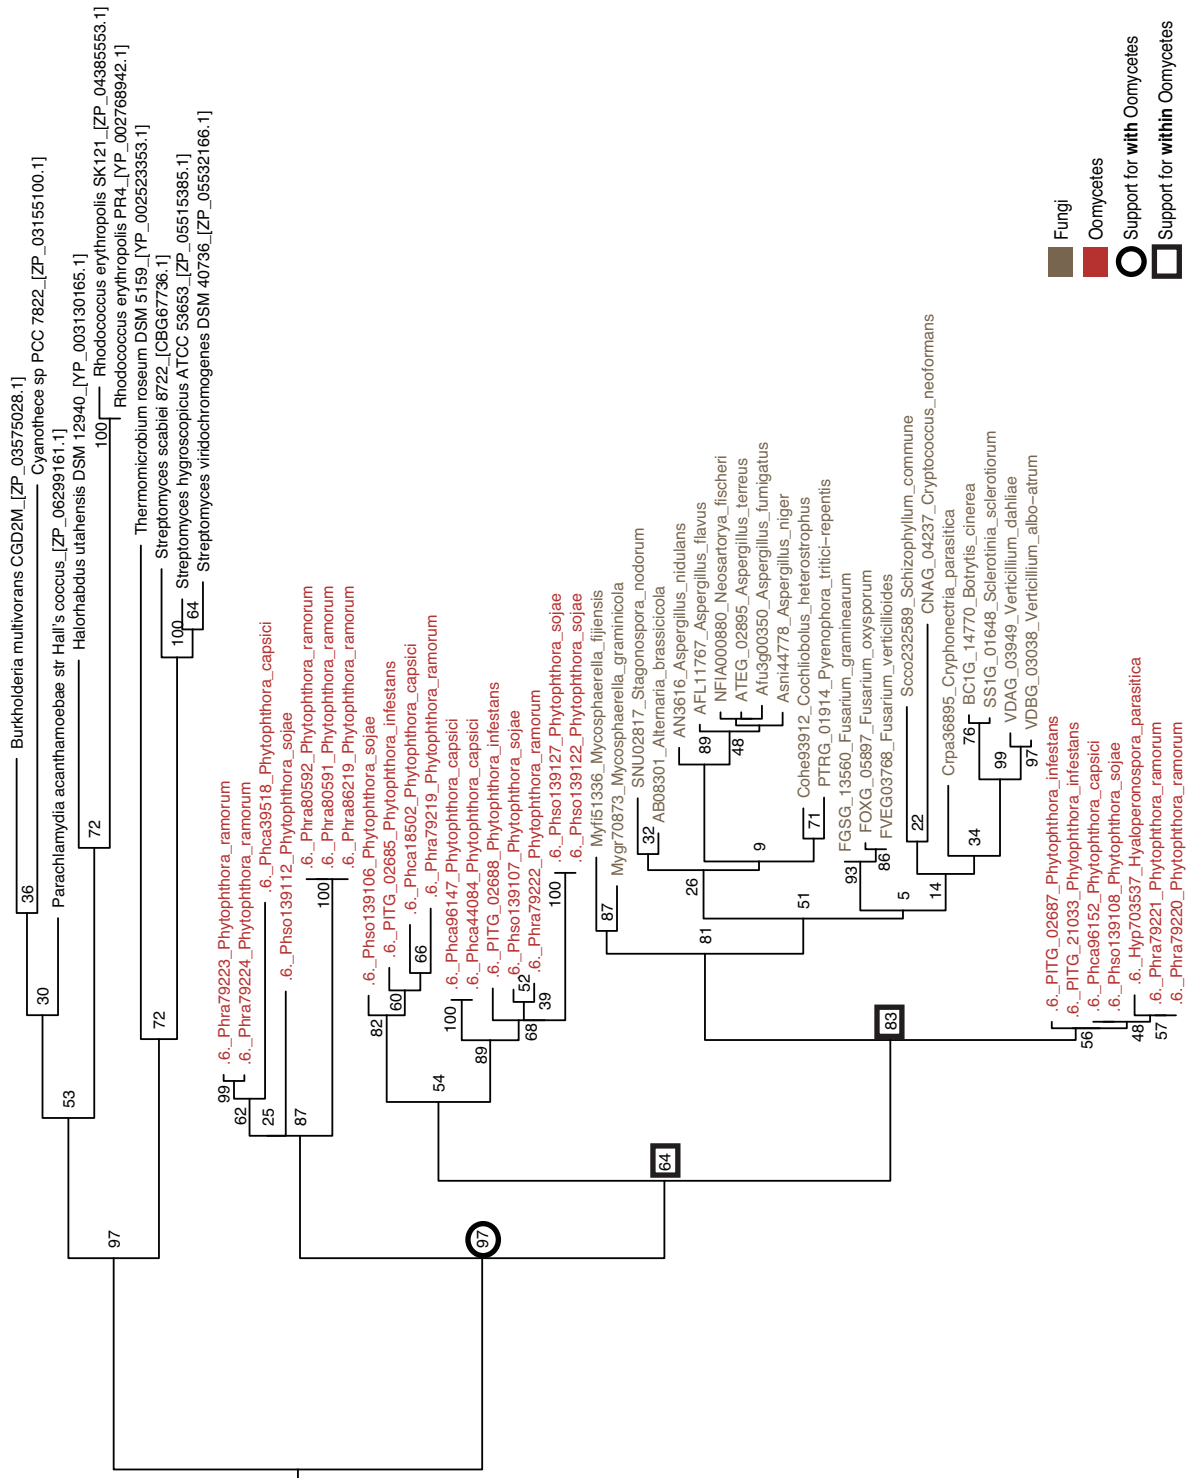 Burkholderia multivorans CGD2M_[ZP_03575028.1]
Cyanothece sp PCC 7822_[ZP_03155100.1]
Parachlamydia acanthamoebae str Hall's coccus_[ZP_06299161.1]
Halorhabdus utahensis DSM 12940_[YP_003130165.1]
Rhodococcus erythropolis SK121_[ZP_04385553.1]
Rhodococcus erythropolis PR4_[YP_002768942.1]
Thermomicrobium roseum DSM 5159_[YP_002523353.1]
Streptomyces scabiei 8722_[CBG67736.1]
Streptomyces hygroscopicus ATCC 53653_[ZP_05515385.1]
Streptomyces viridochromogenes DSM 40736_[ZP_05532166.1]
.6._Phra79223_Phytophthora_ramorum
.6._Phra79224_Phytophthora_ramorum
.6._Phca39518_Phytophthora_capsici
.6._Phso139112_Phytophthora_sojae
.6._Phra80592_Phytophthora_ramorum
.6._Phra80591_Phytophthora_ramorum
.6._Phra86219_Phytophthora_ramorum
.6._Phso139106_Phytophthora_sojae
.6._PITG_02685_Phytophthora_infestans
.6._Phca18502_Phytophthora_capsici
.6._Phra79219_Phytophthora_ramorum
.6._Phca96147_Phytophthora_capsici
.6._Phca44084_Phytophthora_capsici
.6._PITG_02688_Phytophthora_infestans
.6._Phso139107_Phytophthora_sojae
.6._Phra79222_Phytophthora_ramorum
.6._Phso139127_Phytophthora_sojae
.6._Phso139122_Phytophthora_sojae
Myfi51336_Mycosphaerella_fijiensis
Mygr70873_Mycosphaerella_graminicola
SNU02817_Stagonospora_nodorum
AB08301_Alternaria_brassicicola
AN3616_Aspergillus_nidulans
AFL11767_Aspergillus_flavus
NFIA000880_Neosartorya_fischeri
ATEG_02895_Aspergillus_terreus
Afu3g00350_Aspergillus_fumigatus
Asni44778_Aspergillus_niger
Cohe93912_Cochliobolus_heterostrophus
PTRG_01914_Pyrenophora_tritici−repentis
FGSG_13560_Fusarium_graminearum
FOXG_05897_Fusarium_oxysporum
FVEG03768_Fusarium_verticillioides
Scco232589_Schizophyllum_commune
CNAG_04237_Cryptococcus_neoformans
Crpa36895_Cryphonectria_parasitica
BC1G_14770_Botrytis_cinerea
SS1G_01648_Sclerotinia_sclerotiorum
VDAG_03949_Verticillium_dahliae
VDBG_03038_Verticillium_albo−atrum
.6._PITG_02687_Phytophthora_infestans
.6._PITG_21033_Phytophthora_infestans
.6._Phca96152_Phytophthora_capsici
.6._Phso139108_Phytophthora_sojae
.6._Hyp703537_Hyaloperonospora_parasitica
.6._Phra79221_Phytophthora_ramorum
.6._Phra79220_Phytophthora_ramorum
36
30
53
72
100
97
72
100
64
99
62
25
87
100
97
82
60
66
54
100
89
68
52
39
100
64
87
32
26
89
48
9
71
81
51
93
86
5
22
14
34
76
99
97
83
56
48
57
Fungi
Oomycetes
Support for with Oomycetes
Support for within Oomycetes